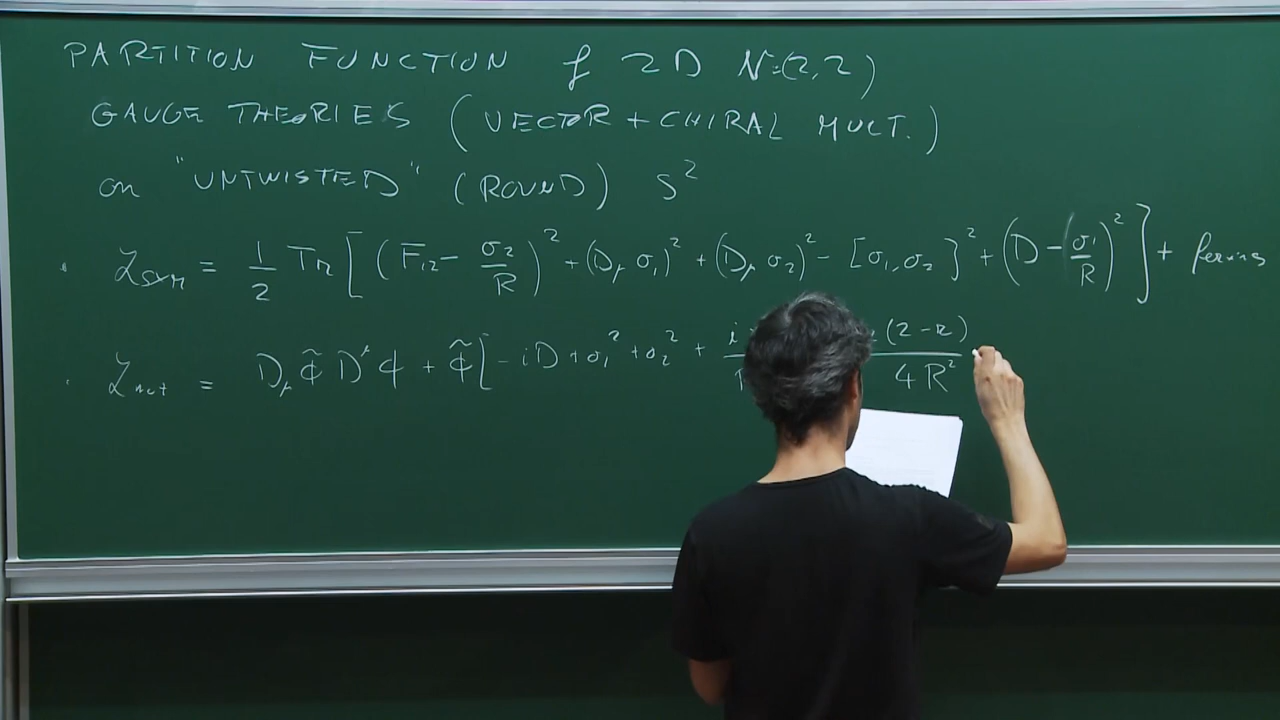 PARTITION FUNCTION of 2D N=(2,2)
GAUGE THEORIES (VECTOR + CHIRAL MULT.)
on "UNTWISTED" (ROUND) S²
· L_SYM = 1/2 Tr [ (F₁₂ - σ₂/R)² + (D_μ σ₁)² + (D_μ σ₂)² - [σ₁,σ₂]² + (D - σ₁/R)² ] + fermions
· L_mat = D_μ φ̃ D^μ φ + φ̃ [ -iD + σ₁² + σ₂² + i (2-r) / 4R²